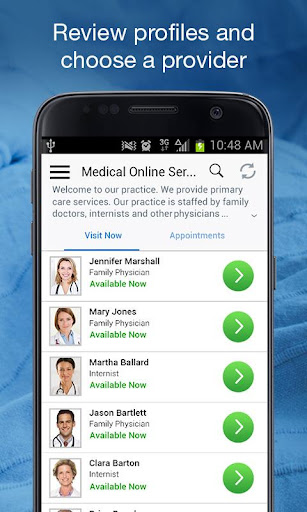 Review profiles and
choose a provider
3G
10:48 AM
Medical Online Ser...
Welcome to our practice. We provide primary
care services. Our practice is staffed by family
doctors, internists and other physicians ...
Visit Now
Appointments
Jennifer Marshall
Family Physician
Available Now
Mary Jones
Family Physician
Available Now
Martha Ballard
Internist
Available Now
Jason Bartlett
Family Physician
Available Now
Clara Barton
Internist
Available Now